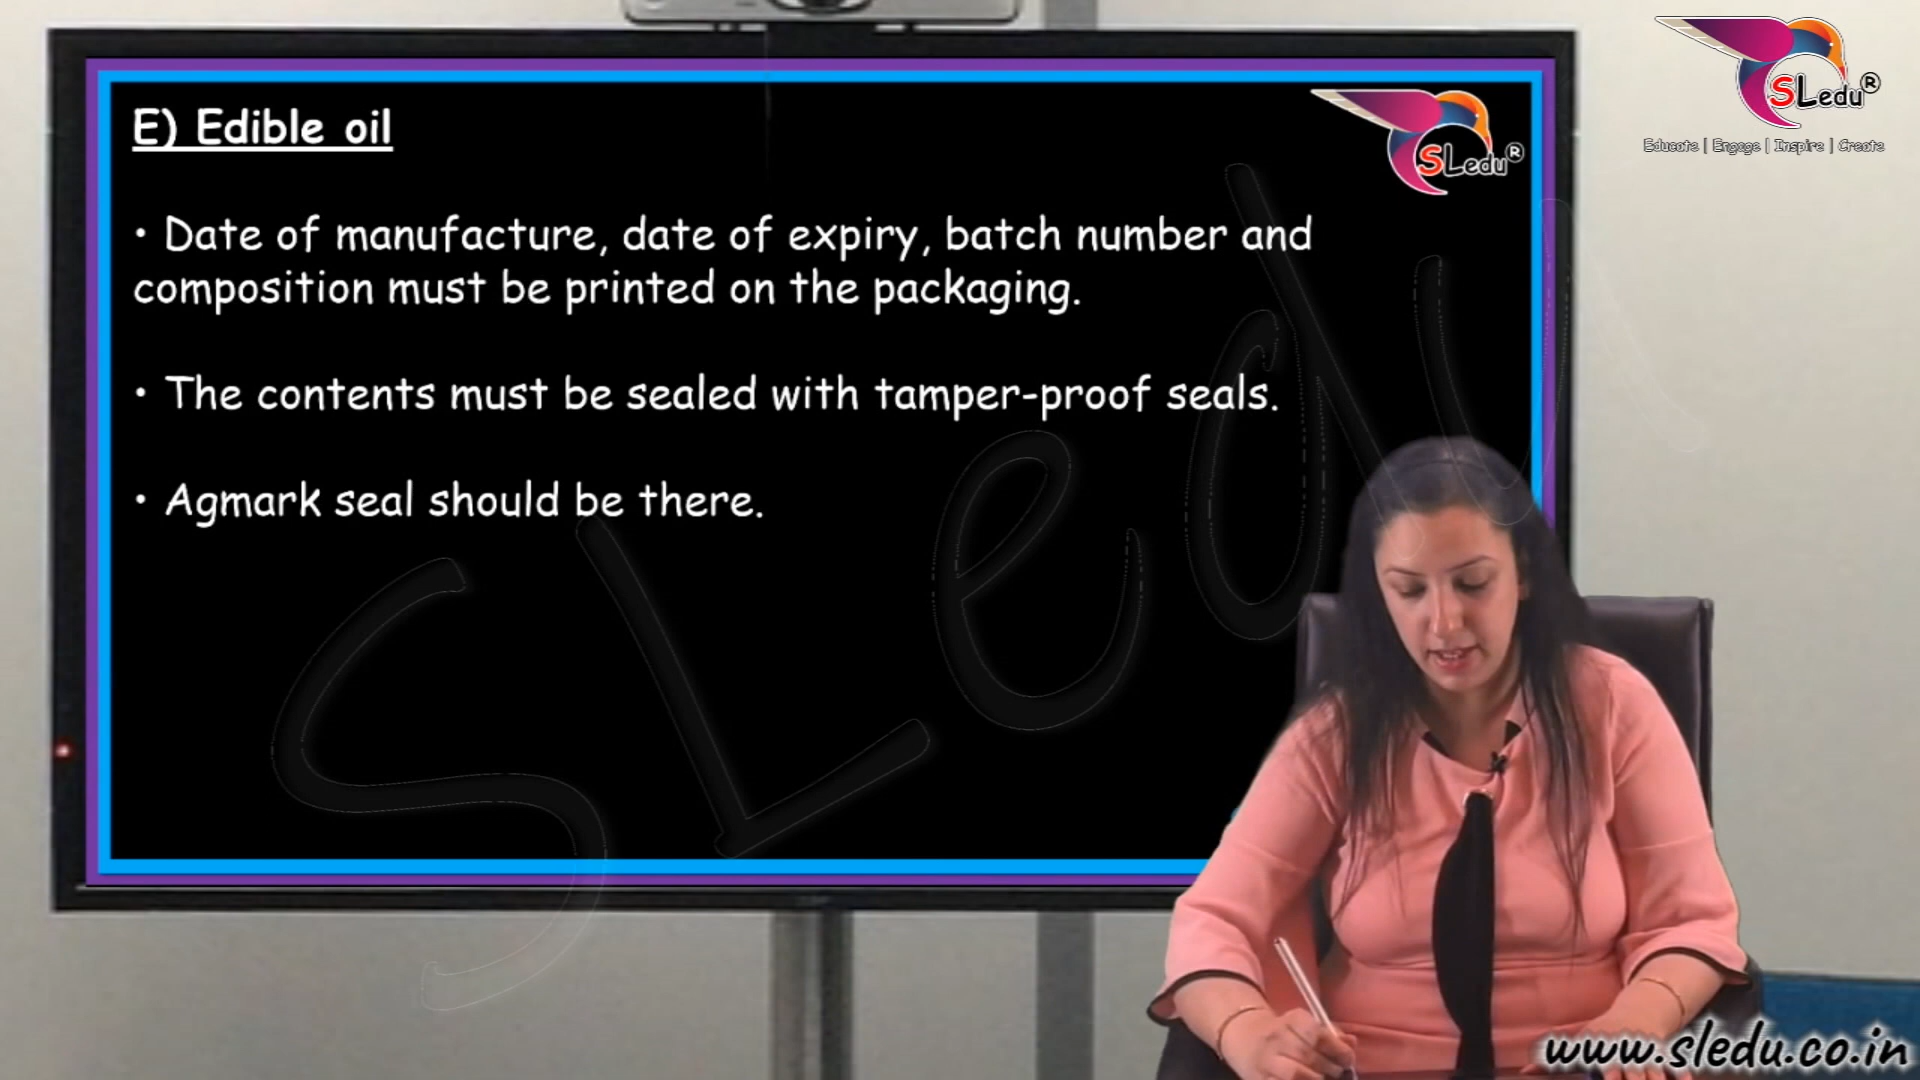 SLedu®
Educate | Engage | Inspire | Create
E) Edible oil
SLedu®
• Date of manufacture, date of expiry, batch number and
composition must be printed on the packaging.
• The contents must be sealed with tamper-proof seals.
• Agmark seal should be there.
SLedu
www.sledu.co.in